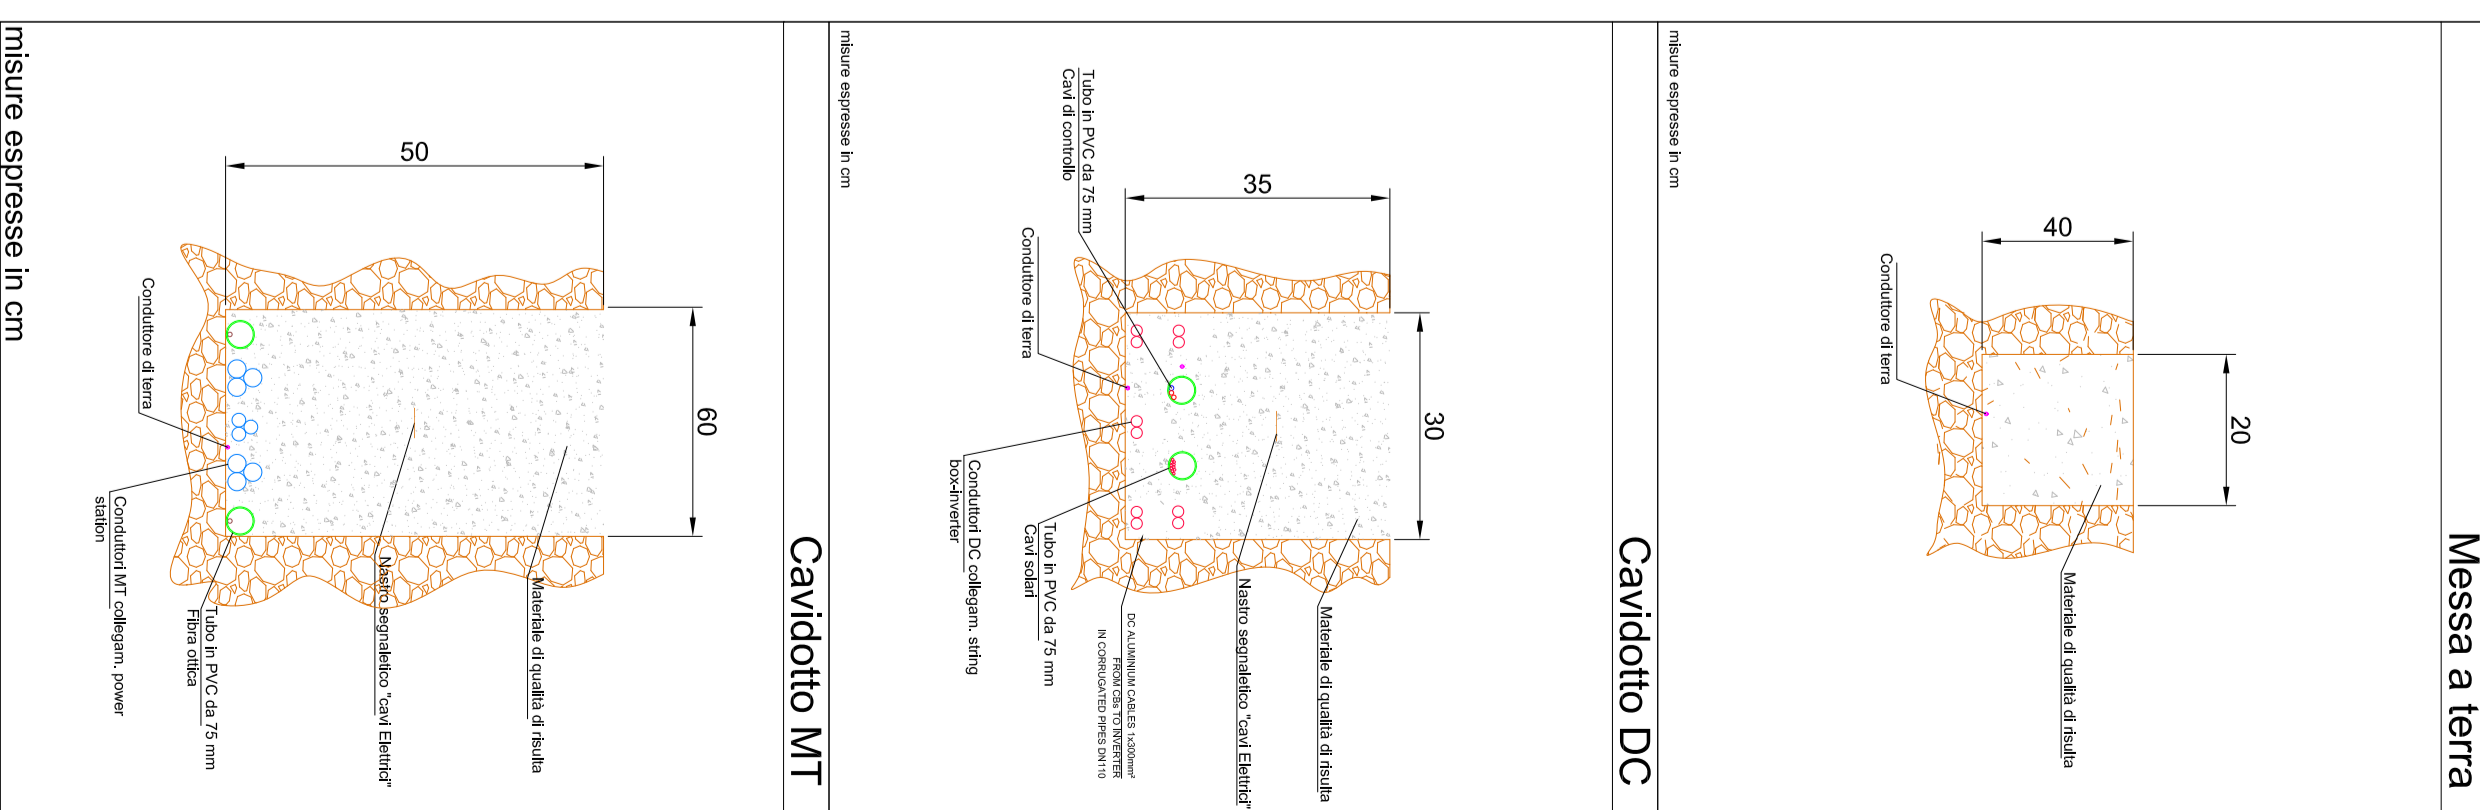 Messa a terra
40
20
Conduttore di terra
Materiale di qualità di risulta
misure espresse in cm
Cavidotto DC
35
30
Tubo in PVC da 75 mm
Cavi di controllo
Conduttore di terra
Conduttori DC collegam. string
box-inverter
Tubo in PVC da 75 mm
Cavi solari
DC ALUMINIUM CABLES 1x300mm²
FROM CBs TO INVERTER
IN CORRUGATED PIPES DN110
Nastro segnaletico "cavi Elettrici"
Materiale di qualità di risulta
misure espresse in cm
Cavidotto MT
50
60
Conduttore di terra
Conduttori MT collegam. power
station
Tubo in PVC da 75 mm
Fibra ottica
Nastro segnaletico "cavi Elettrici"
Materiale di qualità di risulta
misure espresse in cm